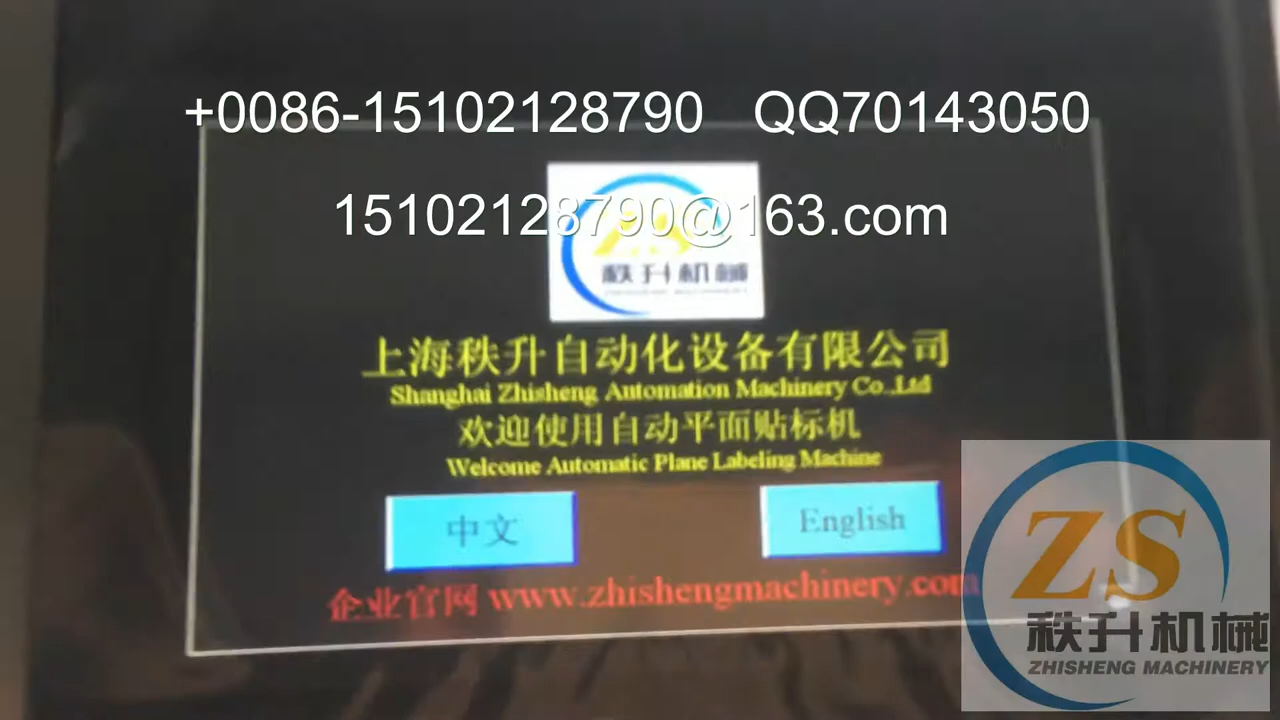 +0086-15102128790 QQ70143050
15102128790@163.com
秩升机械
上海秩升自动化设备有限公司
Shanghai Zhisheng Automation Machinery Co.,Ltd
欢迎使用自动平面贴标机
Welcome Automatic Plane Labeling Machine
中文
English
企业官网 www.zhishengmachinery.com
ZS
秩升机械
ZHISHENG MACHINERY